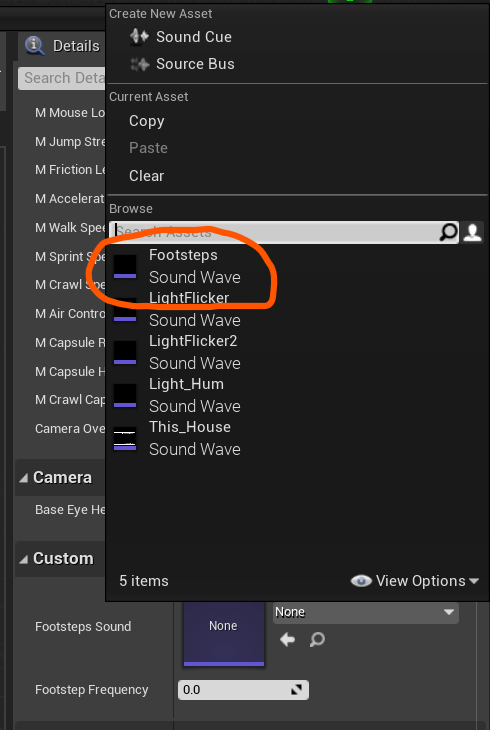 Create New Asset
Sound Cue
Source Bus
Current Asset
Copy
Paste
Clear
Browse
Search Assets
Footsteps
Sound Wave
LightFlicker
Sound Wave
LightFlicker2
Sound Wave
Light_Hum
Sound Wave
This_House
Sound Wave
5 items
View Options
Details
Search Deta
M Mouse Lo
M Jump Stre
M Friction Le
M Accelerat
M Walk Spe
M Sprint Spe
M Crawl Spe
M Air Contro
M Capsule R
M Capsule H
M Crawl Cap
Camera Ove
Camera
Base Eye He
Custom
Footsteps Sound
None
None
Footstep Frequency
0.0